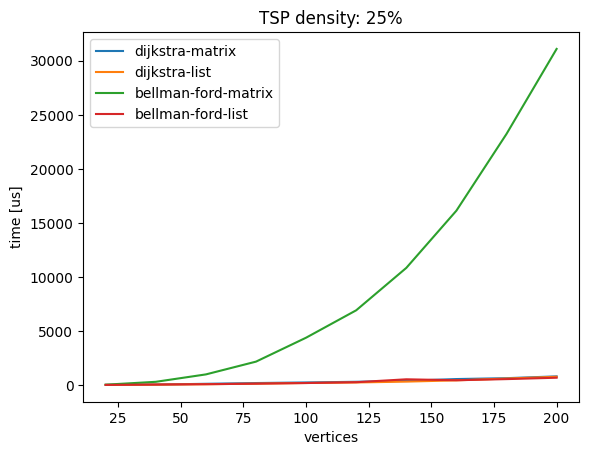 TSP density: 25%
dijkstra-matrix
dijkstra-list
bellman-ford-matrix
bellman-ford-list
time [us]
30000
25000
20000
15000
10000
5000
0
25 50 75 100 125 150 175 200
vertices